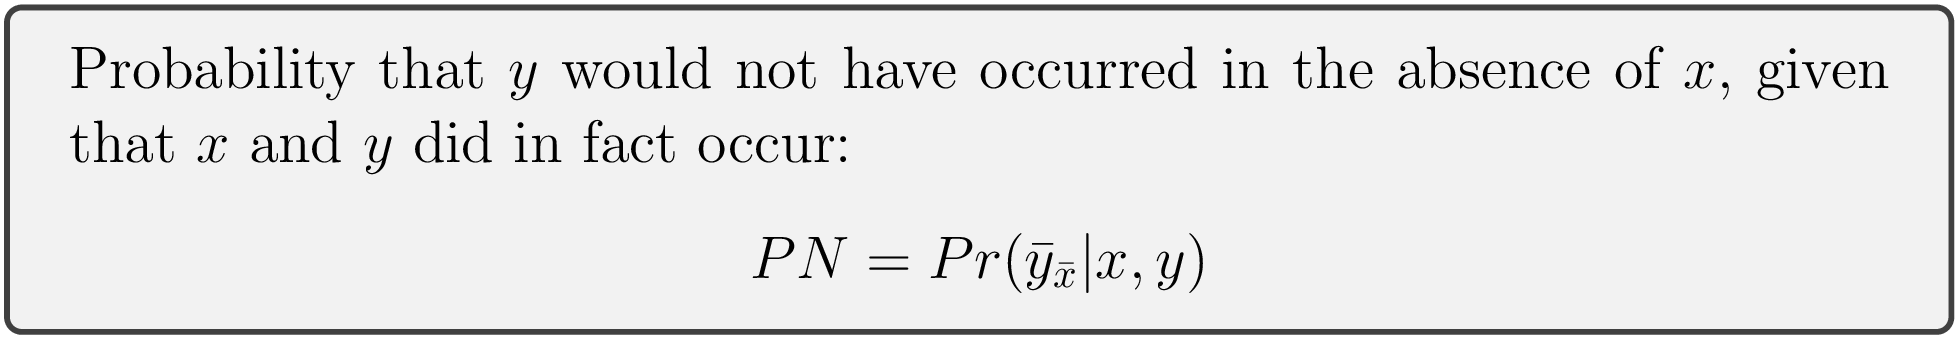 Probability that y would not have occurred in the absence of x, given
that x and y did in fact occur:
PN = Pr(ȳ_x̄|x, y)